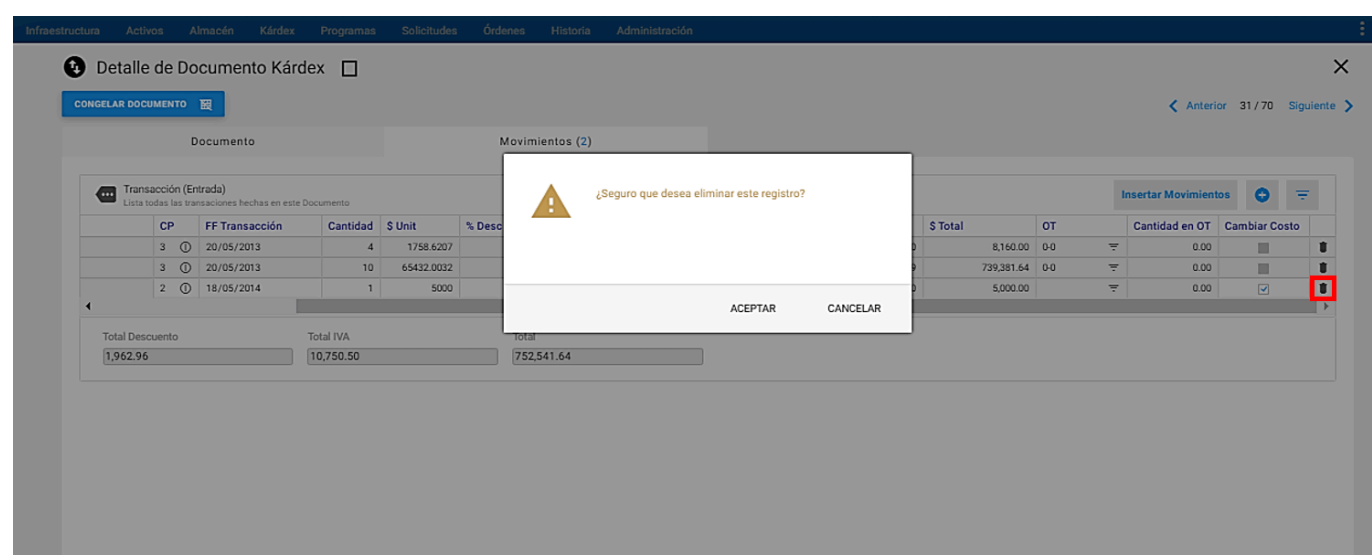 Infraestructura Activos Almacén Kárdex Programas Solicitudes Órdenes Historia Administración
Detalle de Documento Kárdex
CONGELAR DOCUMENTO
Anterior 31 / 70 Siguiente
Documento Movimientos (2)
Transacción (Entrada)
Lista todas las transaciones hechas en este Documento
Insertar Movimientos
¿Seguro que desea eliminar este registro?
CP FF Transacción Cantidad $ Unit % Desc $ Total OT Cantidad en OT Cambiar Costo
3 20/05/2013 4 1758.6207 0 8,160.00 0-0 0.00
3 20/05/2013 10 65432.0032 9 739,381.64 0-0 0.00
2 18/05/2014 1 5000 0 5,000.00 0.00
ACEPTAR CANCELAR
Total Descuento Total IVA Total
1,962.96 10,750.50 752,541.64